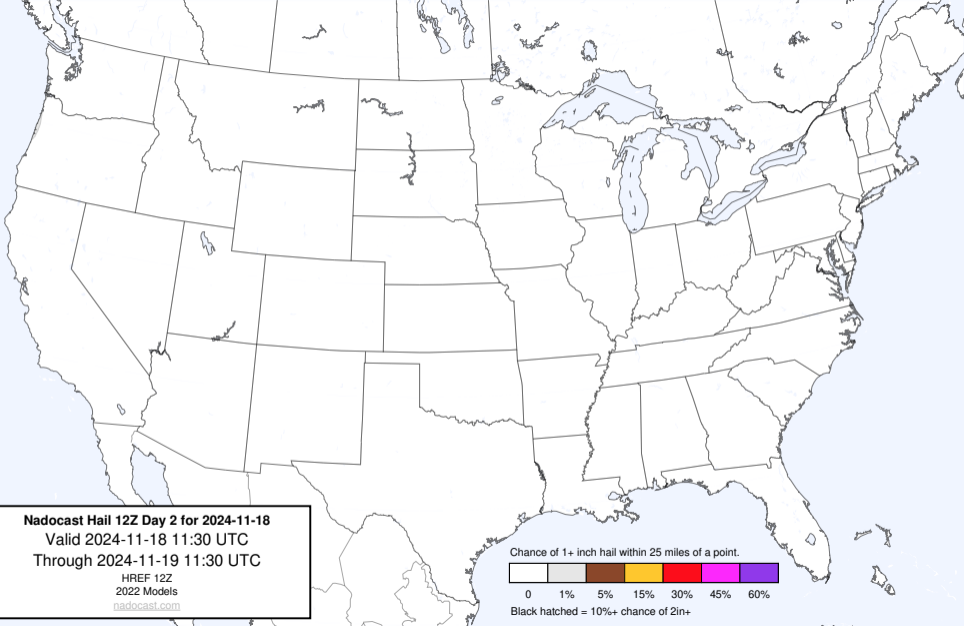 Nadocast Hail 12Z Day 2 for 2024-11-18
Valid 2024-11-18 11:30 UTC
Through 2024-11-19 11:30 UTC
HREF 12Z
2022 Models
nadocast.com
Chance of 1+ inch hail within 25 miles of a point.
0 1% 5% 15% 30% 45% 60%
Black hatched = 10%+ chance of 2in+